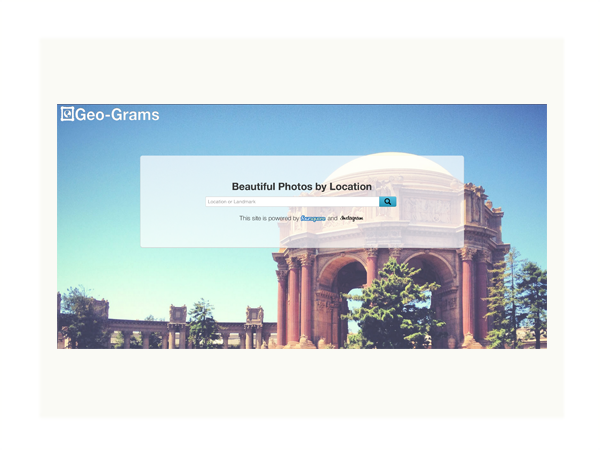 Geo-Grams
Beautiful Photos by Location
Location or Landmark
This site is powered by foursquare and Instagram